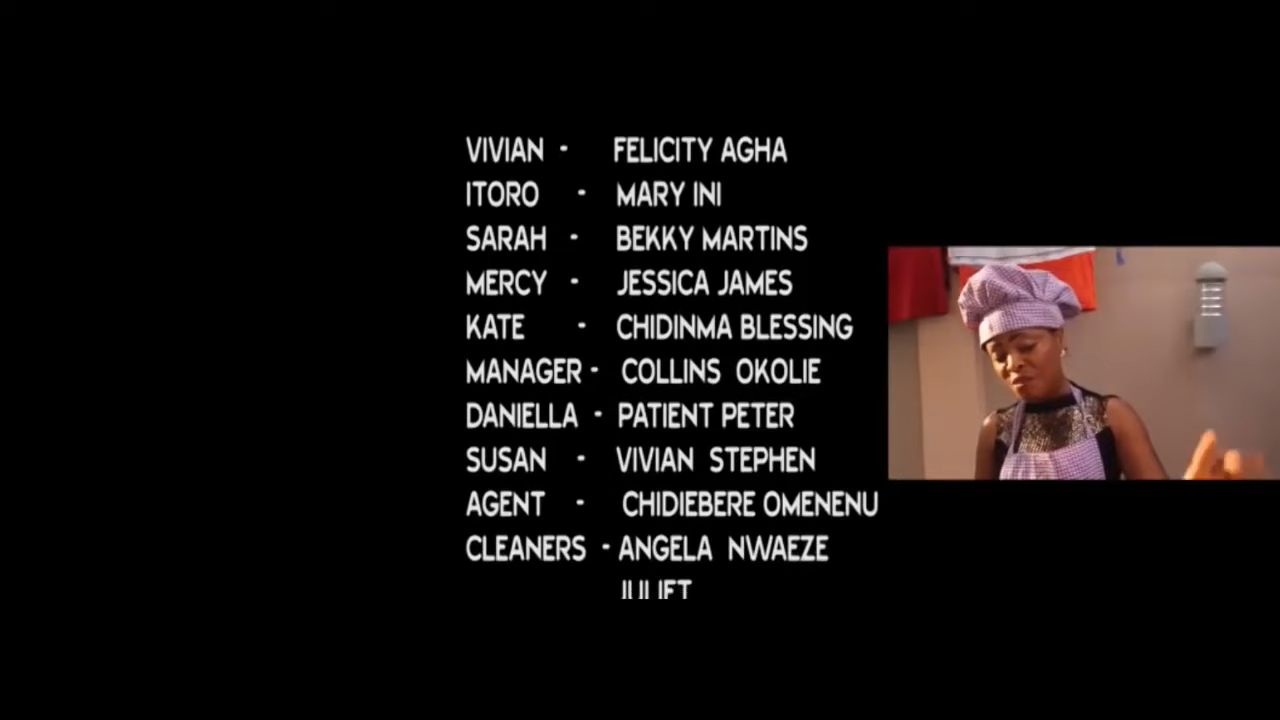 VIVIAN - FELICITY AGHA
ITORO - MARY INI
SARAH - BEKKY MARTINS
MERCY - JESSICA JAMES
KATE - CHIDINMA BLESSING
MANAGER - COLLINS OKOLIE
DANIELLA - PATIENT PETER
SUSAN - VIVIAN STEPHEN
AGENT - CHIDIEBERE OMENENU
CLEANERS - ANGELA NWAEZE
JULIET